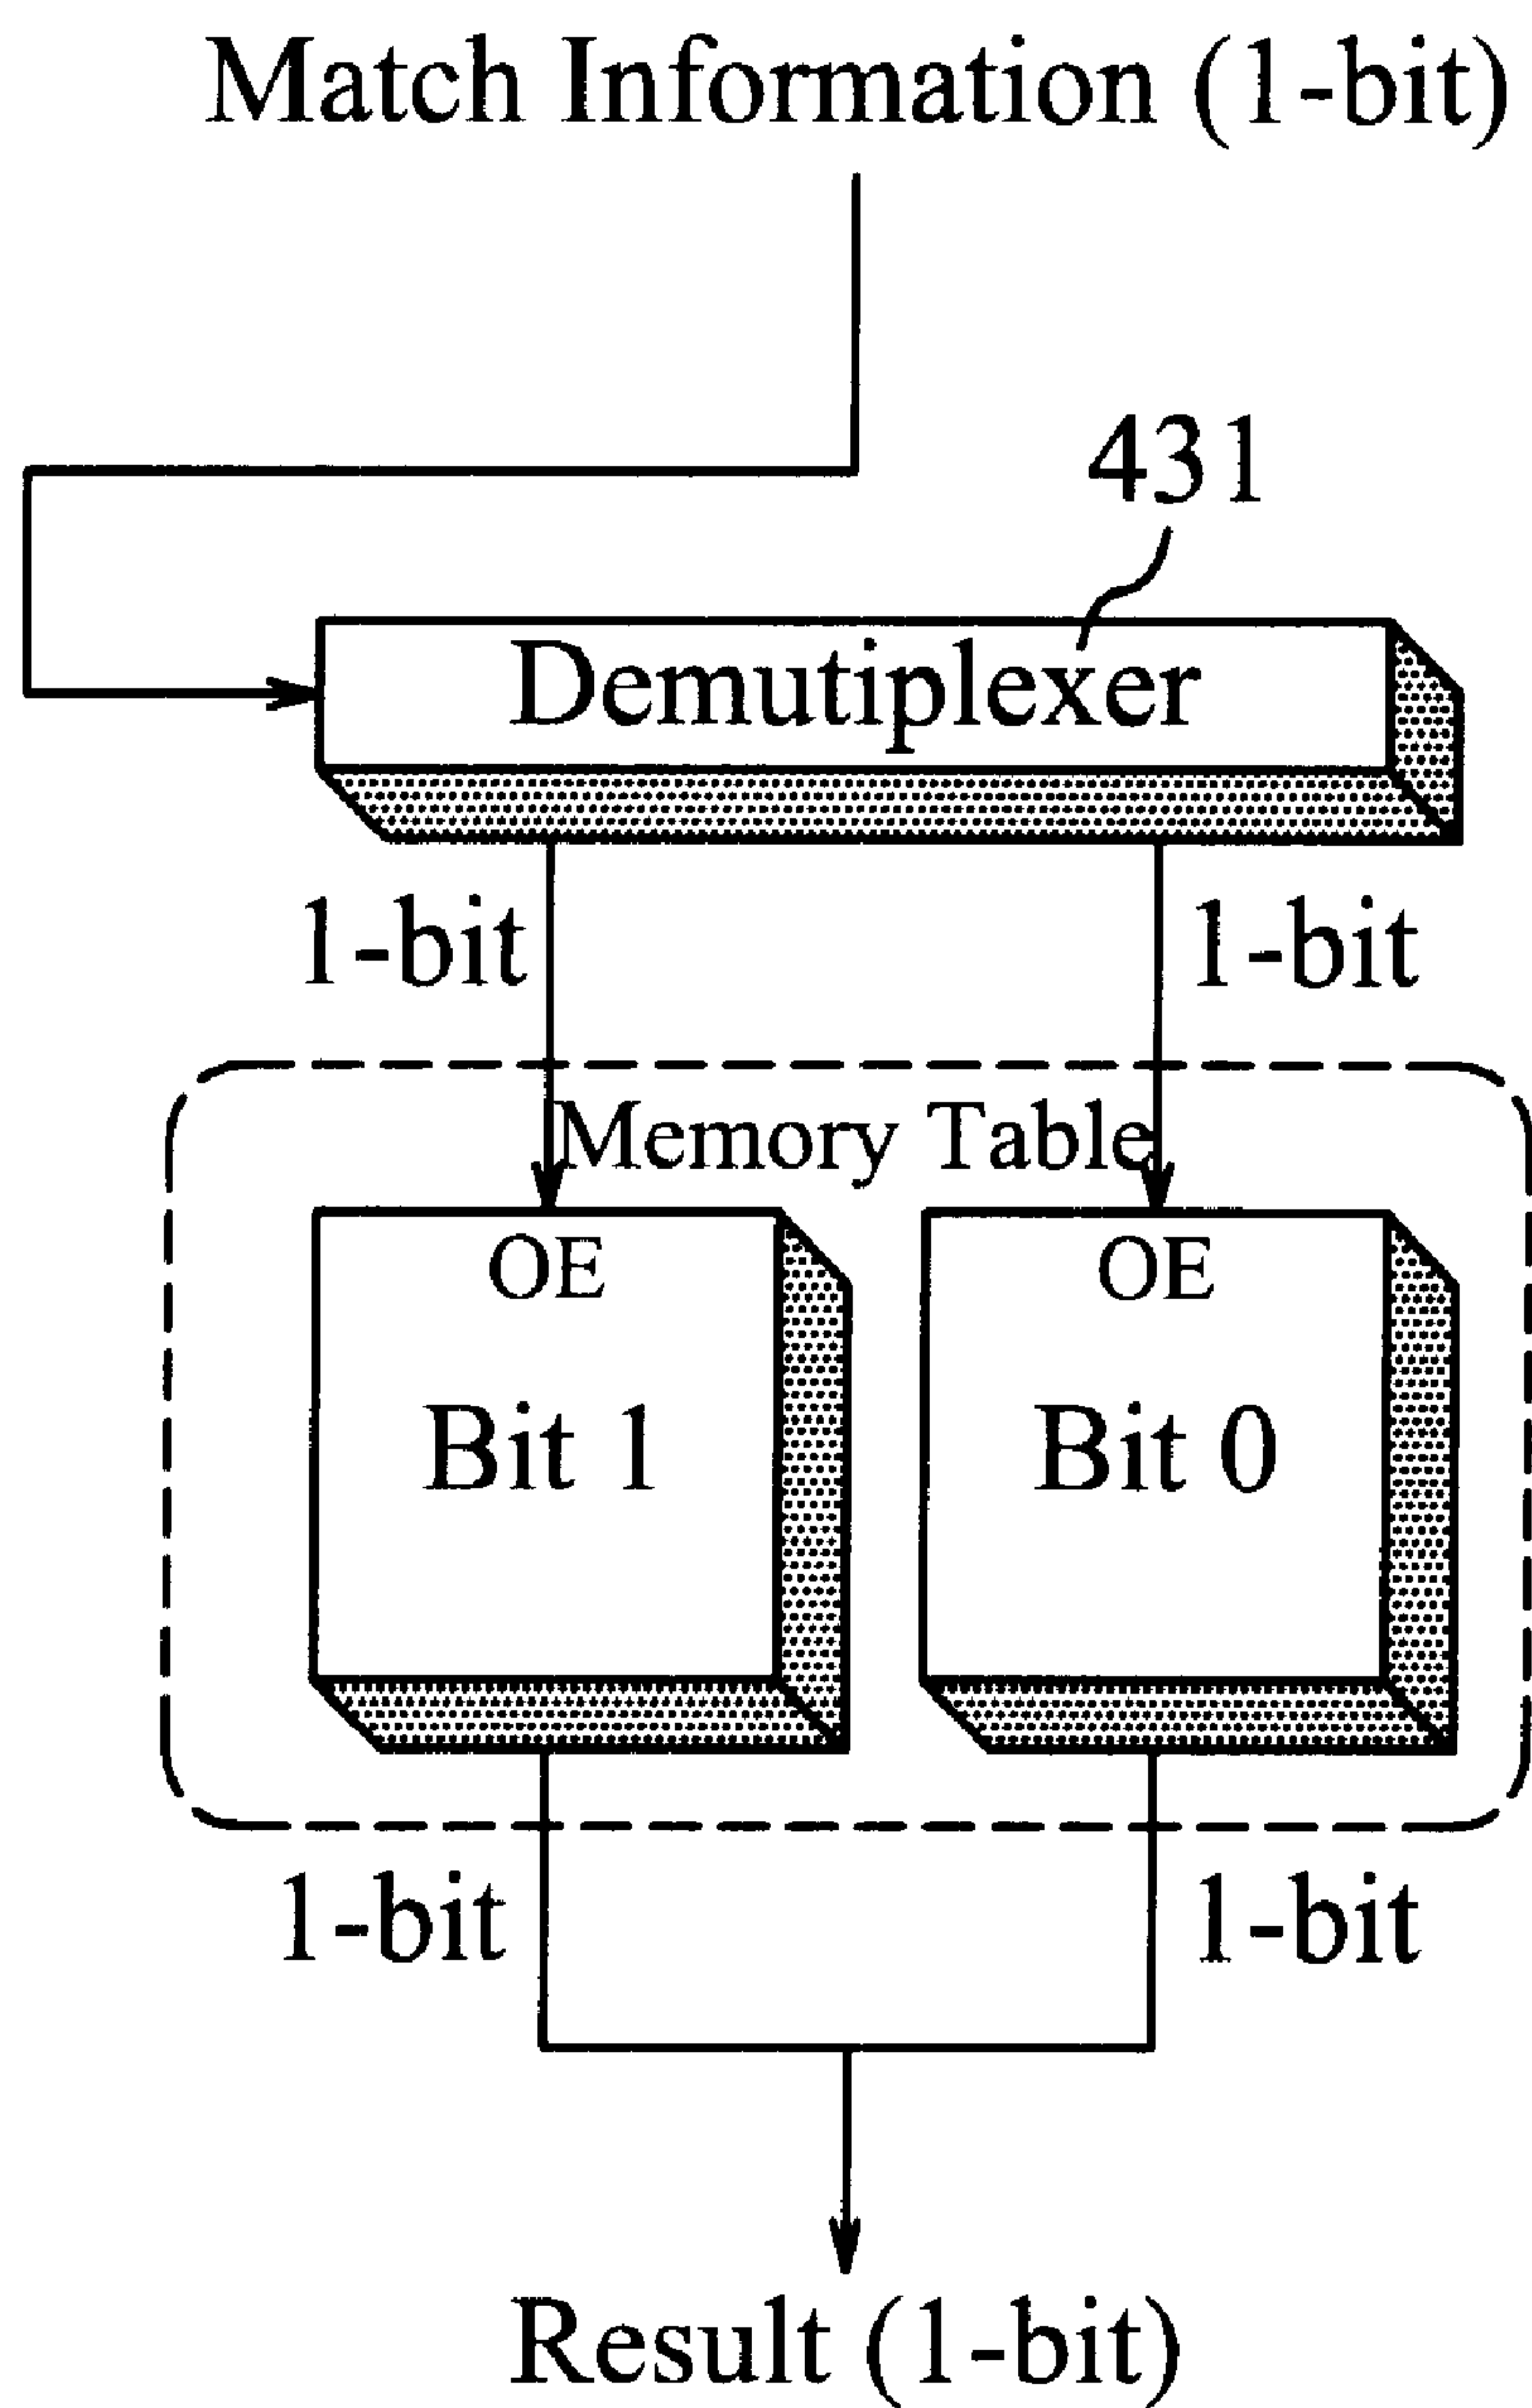 Match Information (1-bit)
431
Demutiplexer
1-bit 1-bit
Memory Table
OE OE
Bit 1 Bit 0
1-bit 1-bit
Result (1-bit)